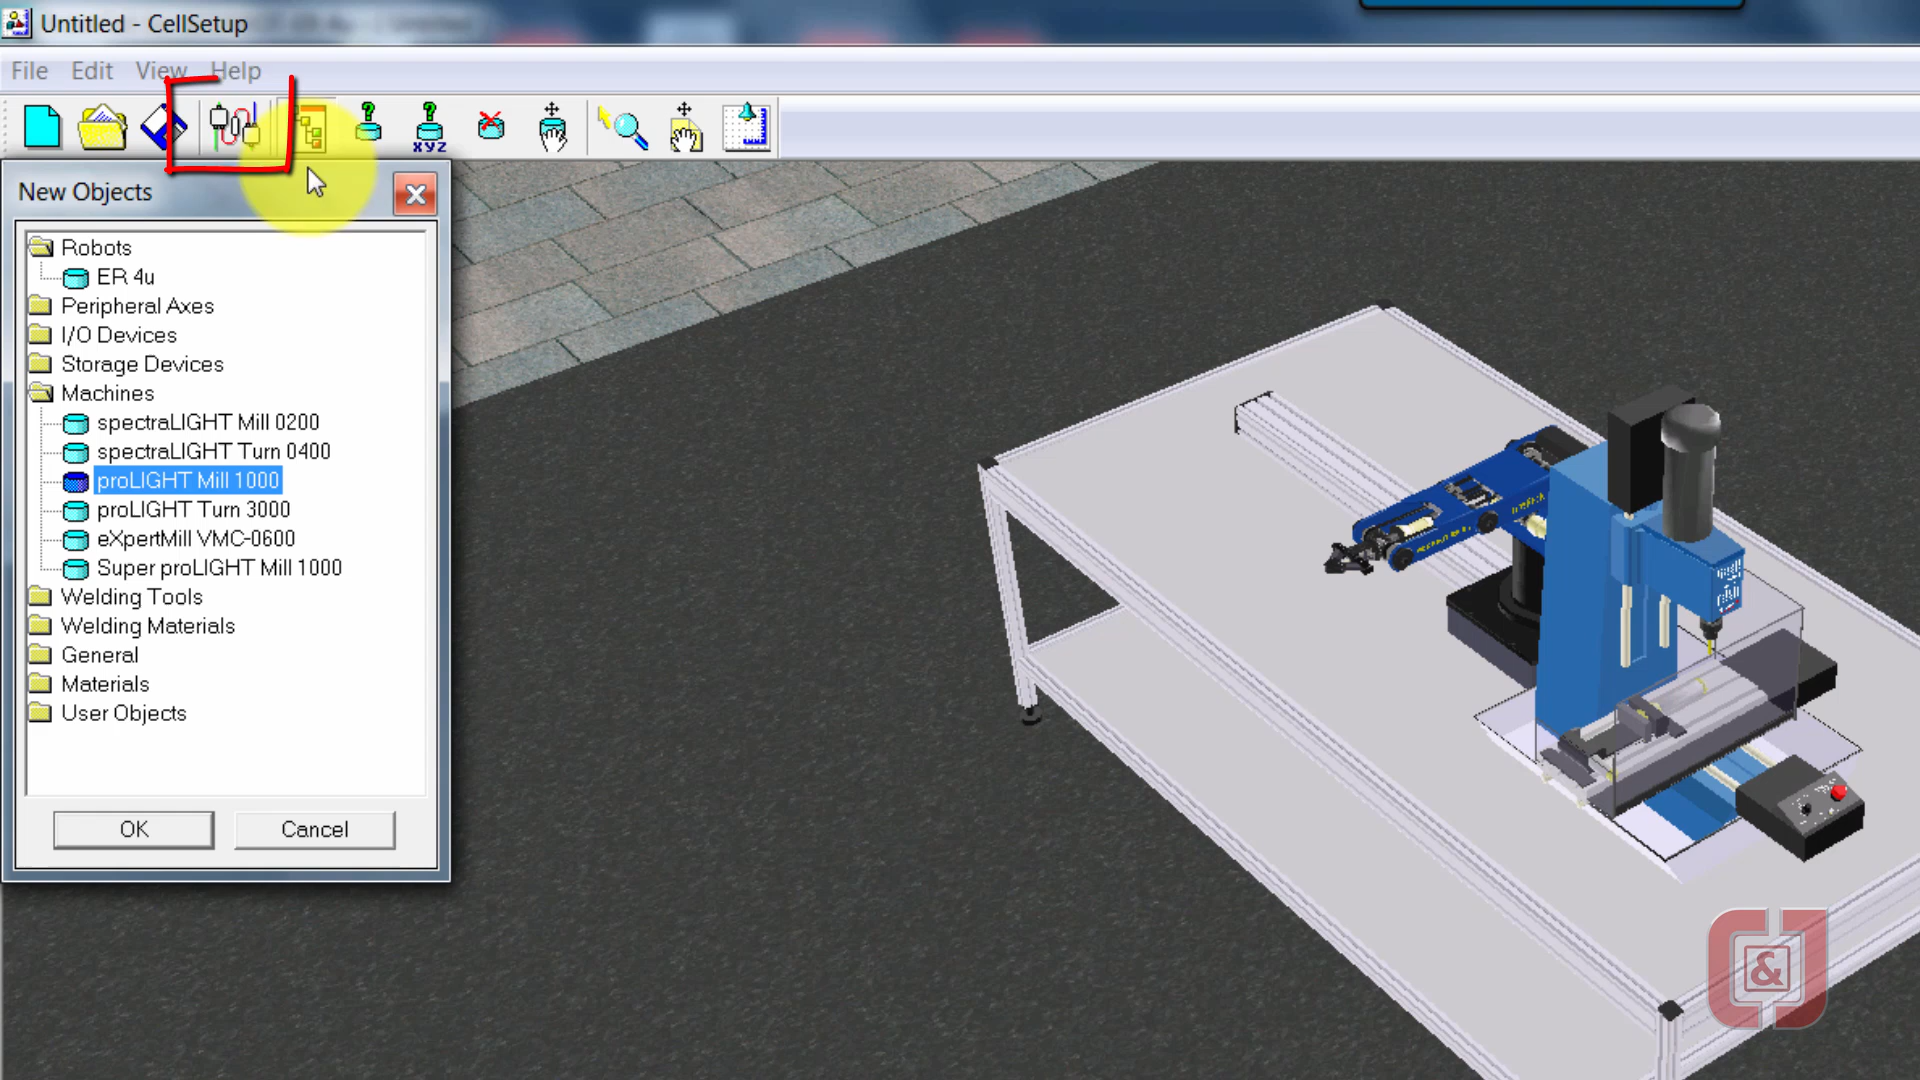 Untitled - CellSetup
File Edit View Help
XYZ
New Objects
Robots
ER 4u
Peripheral Axes
I/O Devices
Storage Devices
Machines
spectraLIGHT Mill 0200
spectraLIGHT Turn 0400
proLIGHT Mill 1000
proLIGHT Turn 3000
eXpertMill VMC-0600
Super proLIGHT Mill 1000
Welding Tools
Welding Materials
General
Materials
User Objects
OK Cancel
&